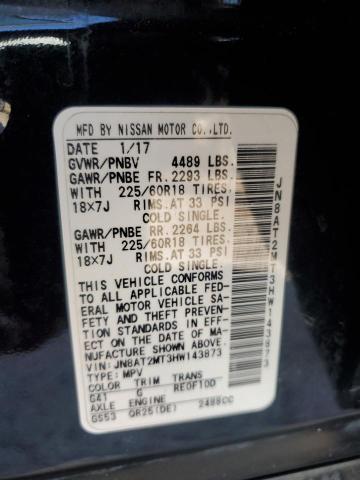 MFD BY NISSAN MOTOR CO.,LTD.
DATE 1/17
GVWR/PNBV 4489 LBS.
GAWR/PNBE FR. 2293 LBS.
WITH 225/60R18 TIRES.
18×7J RIMS.AT 33 PSI
COLD SINGLE.
GAWR/PNBE RR. 2264 LBS.
WITH 225/60R18 TIRES.
18×7J RIMS.AT 33 PSI
COLD SINGLE.
THIS VEHICLE CONFORMS
TO ALL APPLICABLE FED-
ERAL MOTOR VEHICLE SA-
FETY AND THEFT PREVEN-
TION STANDARDS IN EFF-
ECT ON THE DATE OF MA-
NUFACTURE SHOWN ABOVE.
VIN: JN8AT2MT3HW143873
TYPE: MPV
COLOR TRIM TRANS
G41 G RE0F10D
AXLE ENGINE
GS53 QR25(DE) 2488CC
JN8AT2MT3HW143873